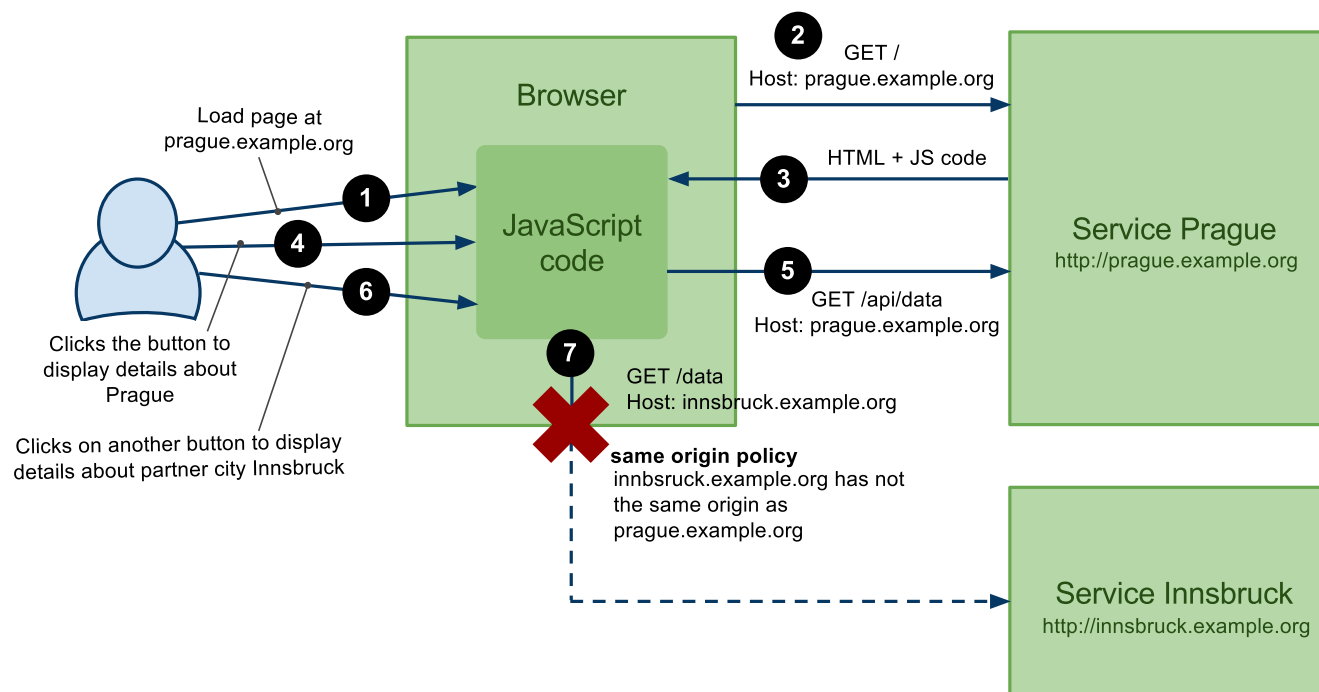 2
GET /
Host: prague.example.org
Browser
Load page at
prague.example.org
HTML + JS code
3
1
JavaScript
code
Service Prague
http://prague.example.org
4
5
6
GET /api/data
Host: prague.example.org
Clicks the button to
display details about
Prague
7
GET /data
Host: innsbruck.example.org
Clicks on another button to display
details about partner city Innsbruck
same origin policy
innbsruck.example.org has not
the same origin as
prague.example.org
Service Innsbruck
http://innsbruck.example.org